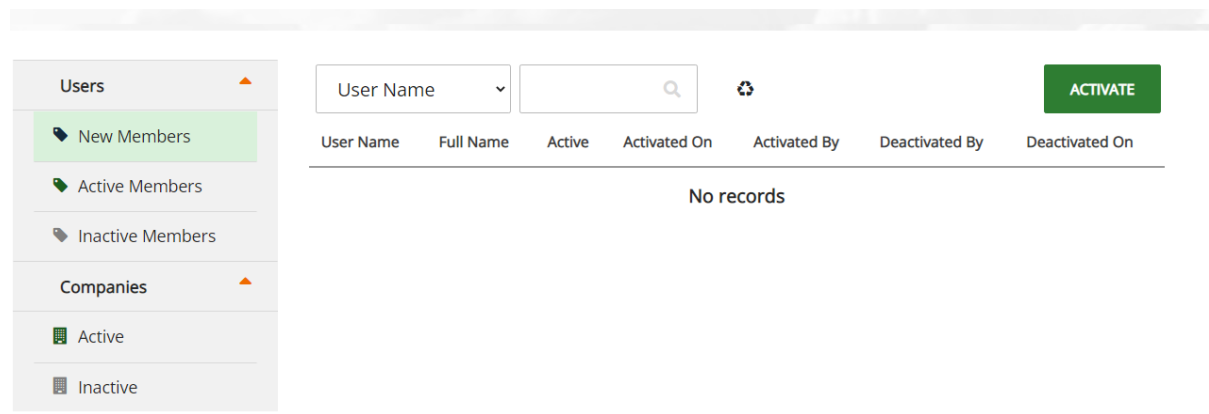 Users
New Members
Active Members
Inactive Members
Companies
Active
Inactive
User Name
ACTIVATE
User Name Full Name Active Activated On Activated By Deactivated By Deactivated On
No records